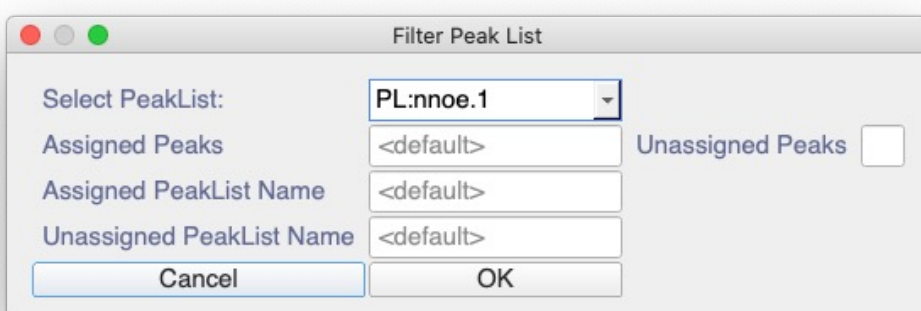 Filter Peak List
Select PeakList: PL:nnoe.1
Assigned Peaks <default> Unassigned Peaks
Assigned PeakList Name <default>
Unassigned PeakList Name <default>
Cancel OK